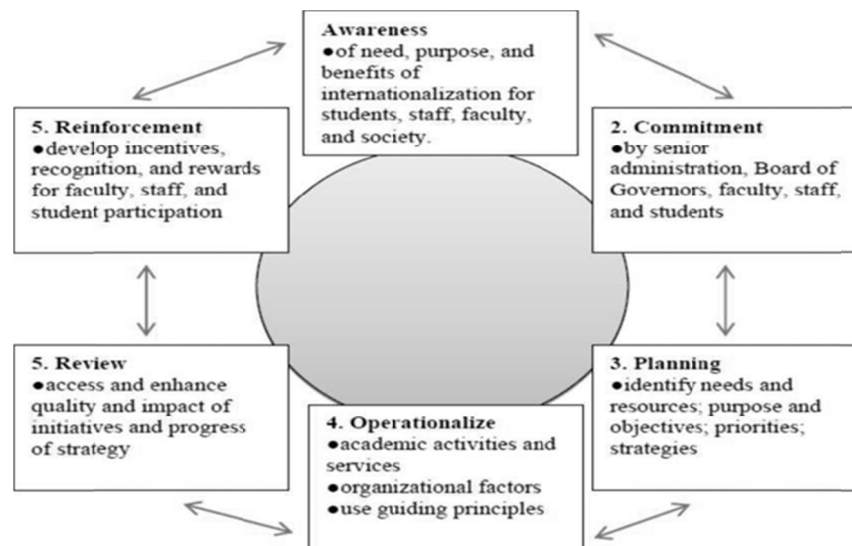 Awareness
●of need, purpose, and
benefits of
internationalization for
students, staff, faculty,
and society.
5. Reinforcement
●develop incentives,
recognition, and rewards
for faculty, staff, and
student participation
2. Commitment
●by senior
administration, Board of
Governors, faculty, staff,
and students
5. Review
●access and enhance
quality and impact of
initiatives and progress
of strategy
4. Operationalize
●academic activities and
services
●organizational factors
●use guiding principles
3. Planning
●identify needs and
resources; purpose and
objectives; priorities;
strategies